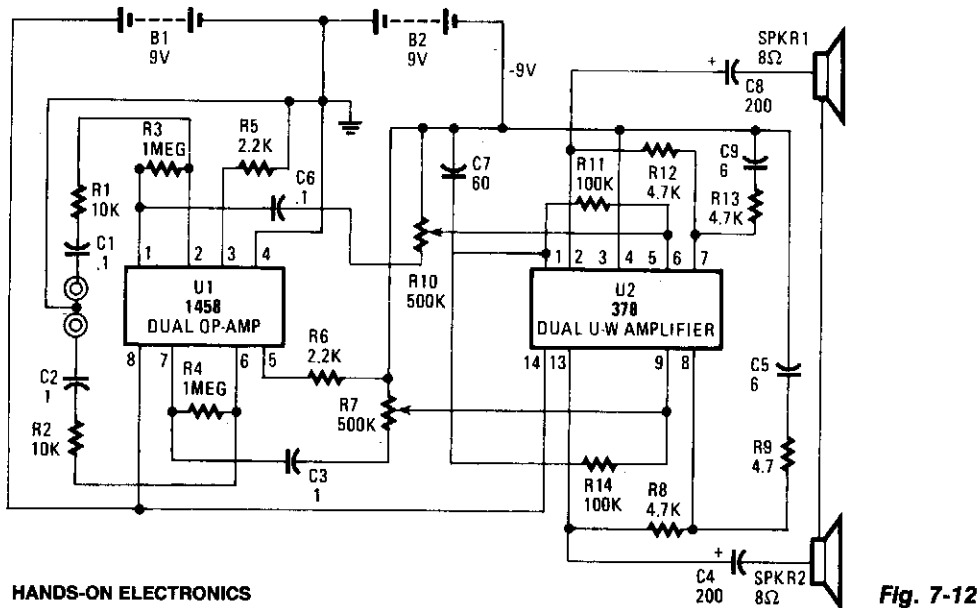 B1
9V
B2
9V
-9V
SPKR1
8Ω
+
C8
200
R3
1MEG
R5
2.2K
R1
10K
C6
.1
C7
60
R11
100K
R12
4.7K
C9
6
R13
4.7K
C1
.1
1 2 3 4
R10
500K
1 2 3 4 5 6 7
U1
1458
DUAL OP-AMP
U2
378
DUAL U-W AMPLIFIER
8 7 6 5
R4
1MEG
R6
2.2K
14 13 9 8
C2
1
R7
500K
C5
6
R2
10K
C3
1
R14
100K
R8
4.7K
R9
4.7
+
C4
200
SPKR2
8Ω
HANDS-ON ELECTRONICS
Fig. 7-12